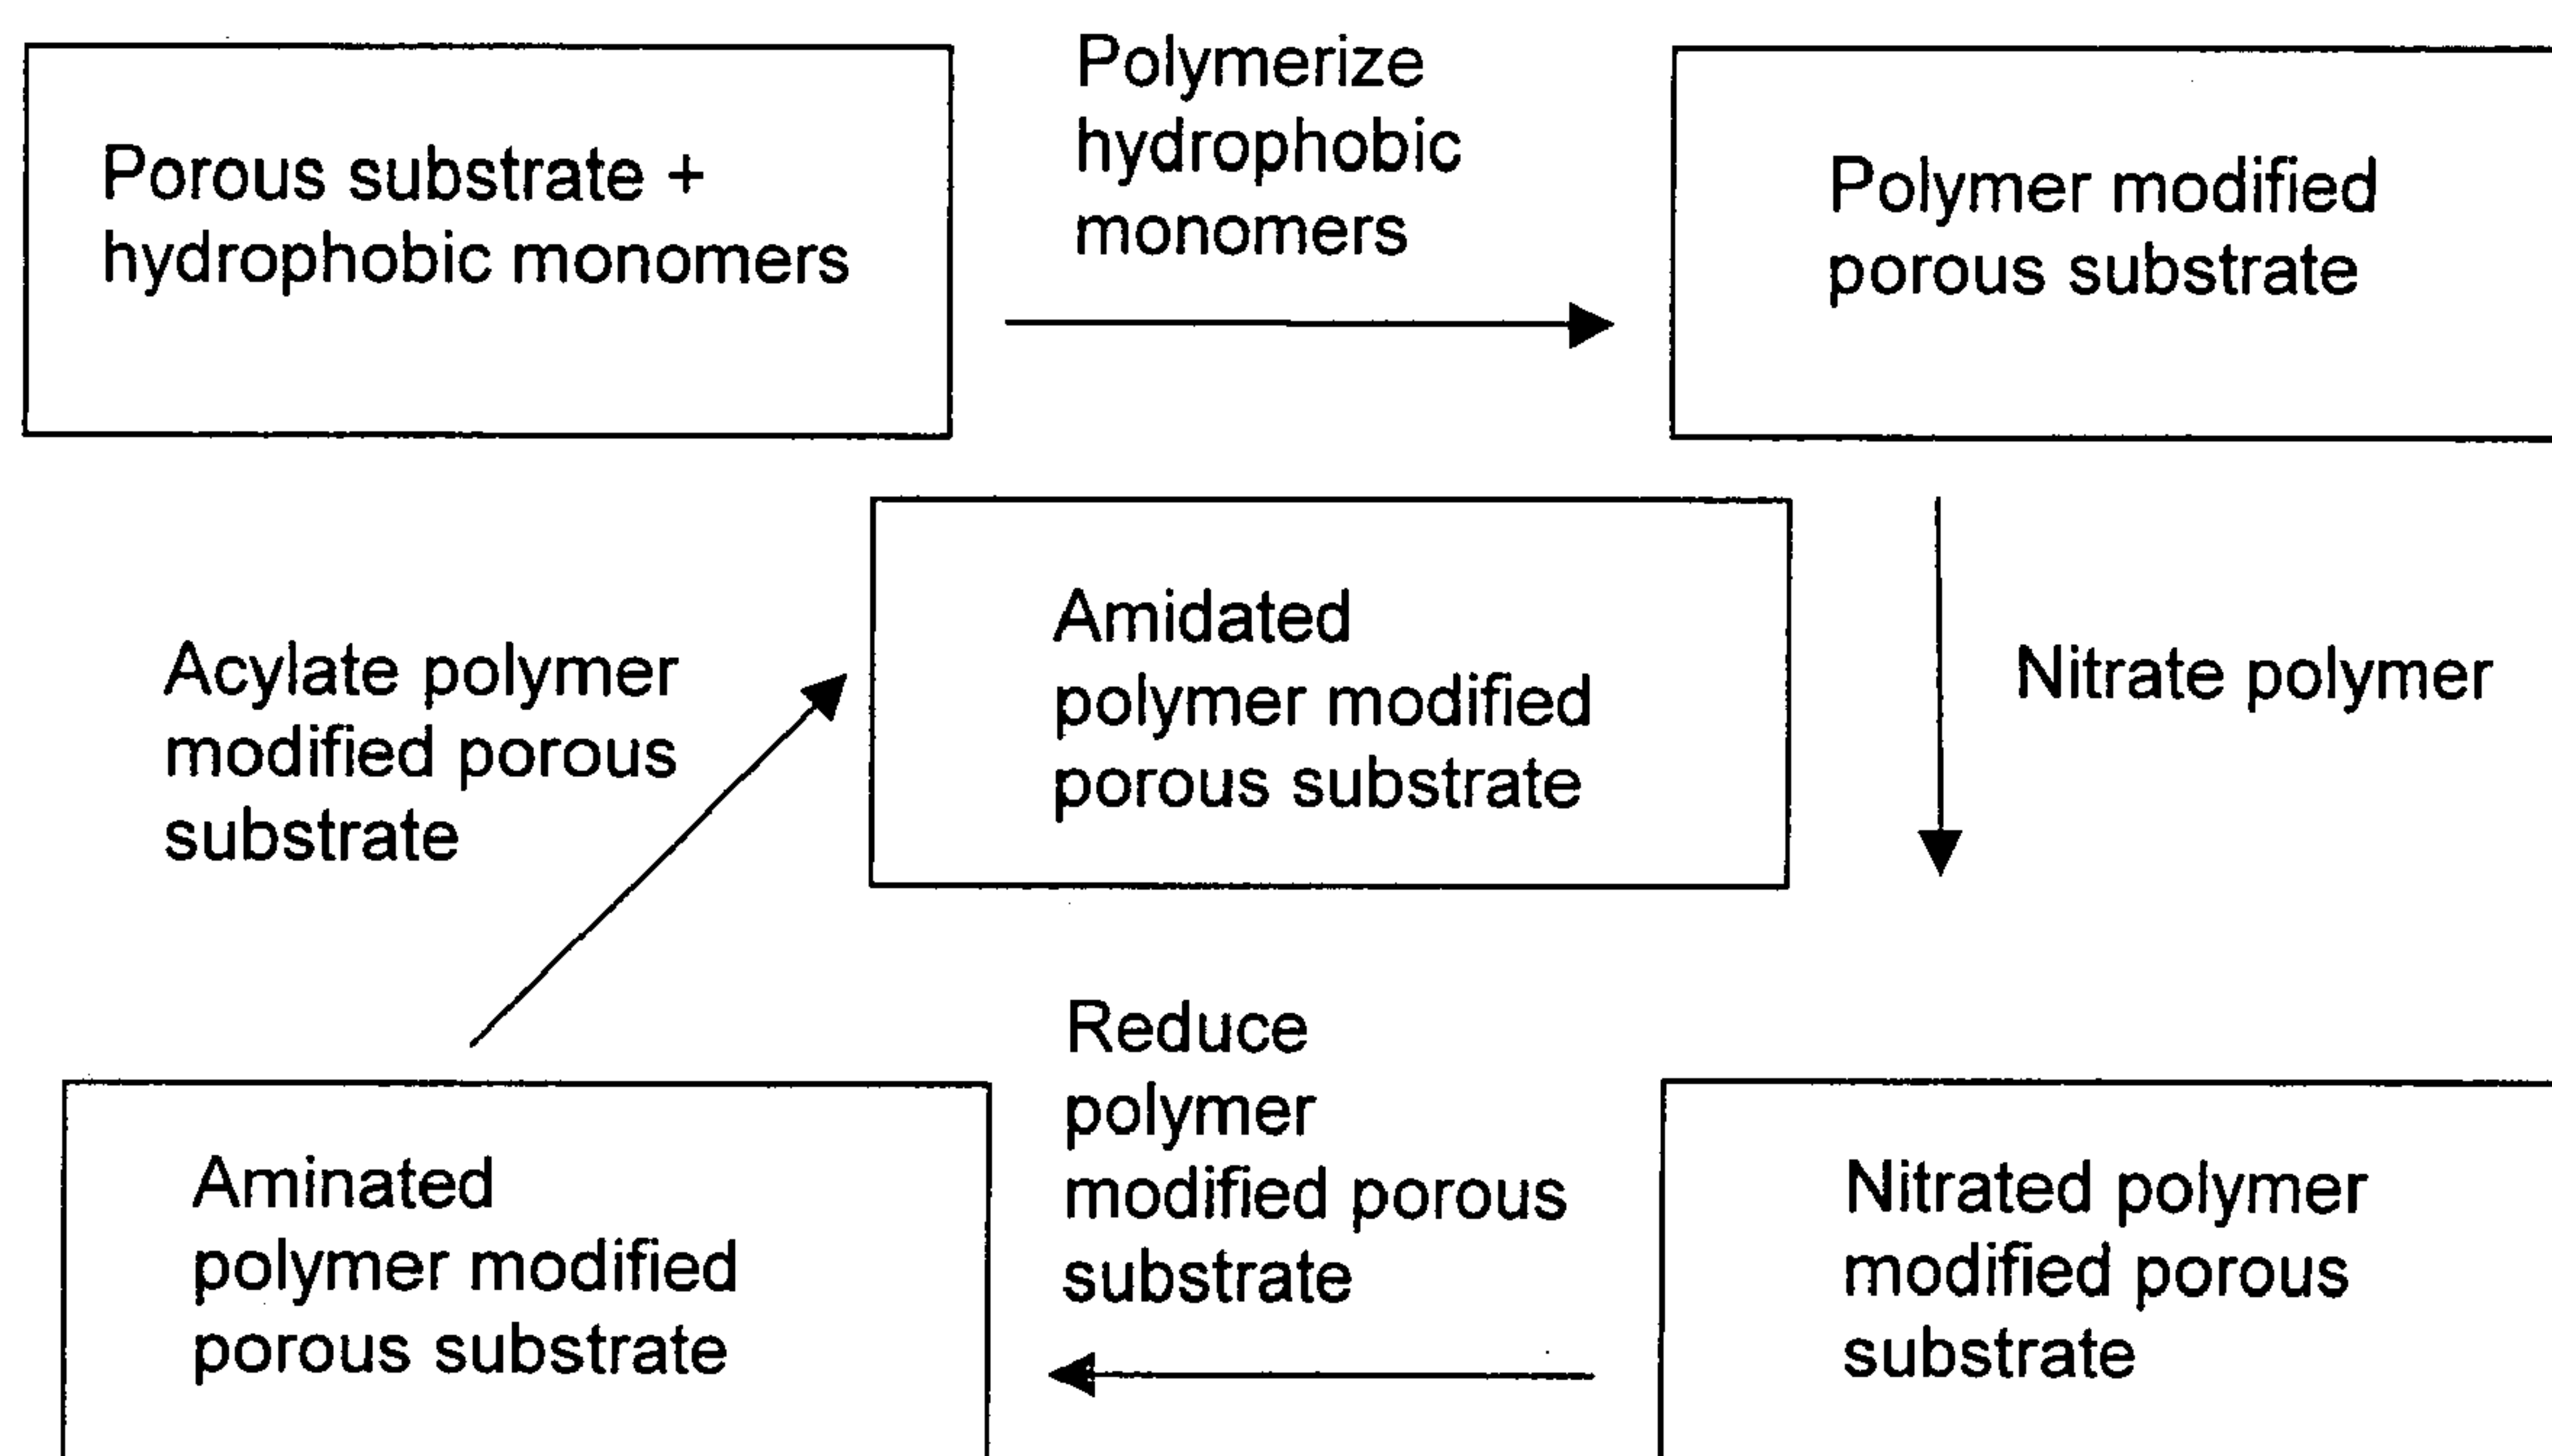 Porous substrate +
hydrophobic monomers
Polymerize
hydrophobic
monomers
Polymer modified
porous substrate
Nitrate polymer
Nitrated polymer
modified porous
substrate
Reduce
polymer
modified porous
substrate
Aminated
polymer modified
porous substrate
Acylate polymer
modified porous
substrate
Amidated
polymer modified
porous substrate